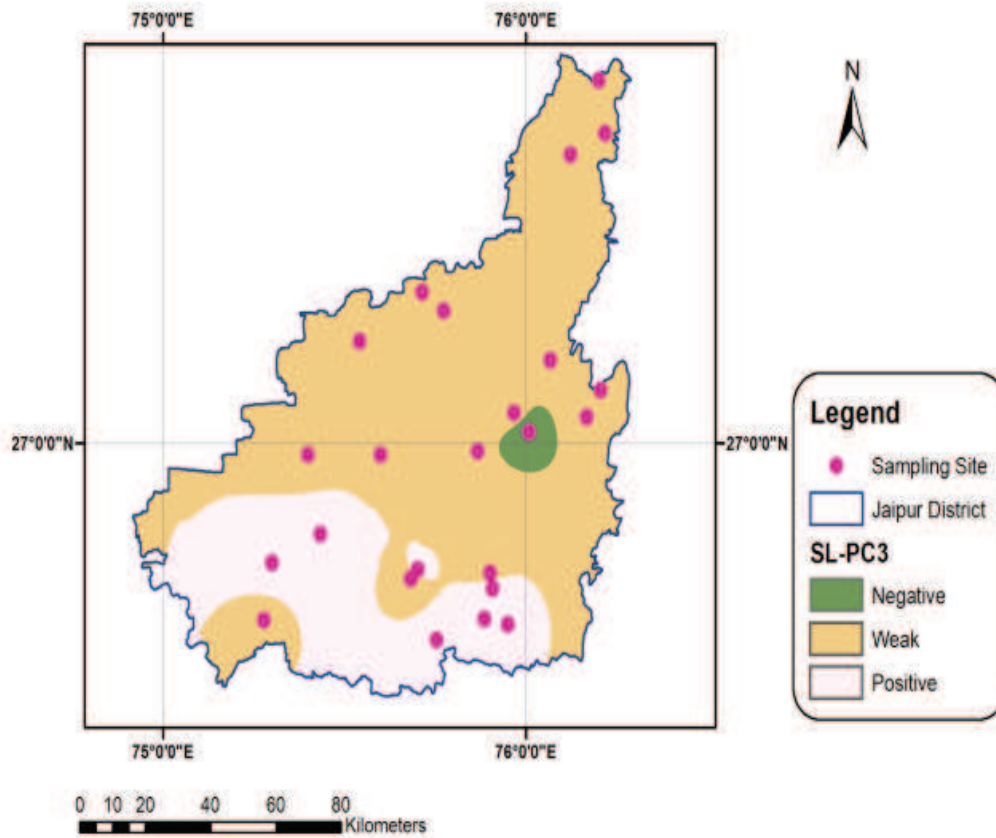 75°0'0"E 76°0'0"E
N
27°0'0"N 27°0'0"N
Legend
Sampling Site
Jaipur District
SL-PC3
Negative
Weak
Positive
75°0'0"E 76°0'0"E
0 10 20 40 60 80
Kilometers